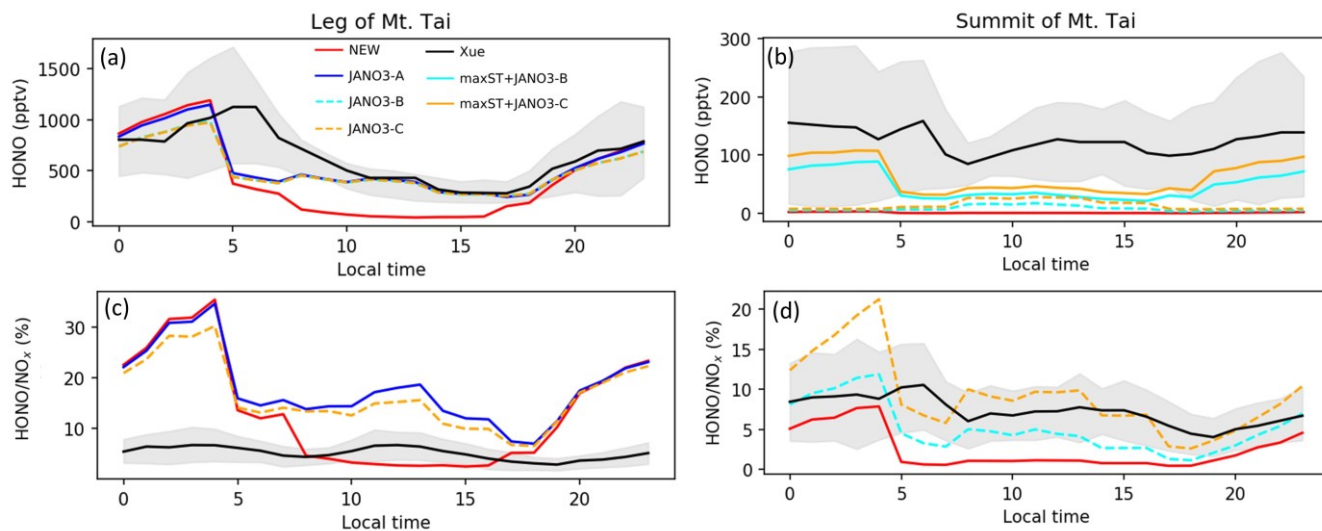 Leg of Mt. Tai
(a)
HONO (pptv)
1500
1000
500
0
NEW
JANO3-A
JANO3-B
JANO3-C
Xue
maxST+JANO3-B
maxST+JANO3-C
0 5 10 15 20
Local time
Summit of Mt. Tai
(b)
HONO (pptv)
300
200
100
0
0 5 10 15 20
Local time
(c)
HONO/NOₓ (%)
30
20
10
0 5 10 15 20
Local time
(d)
HONO/NOₓ (%)
20
15
10
5
0
0 5 10 15 20
Local time